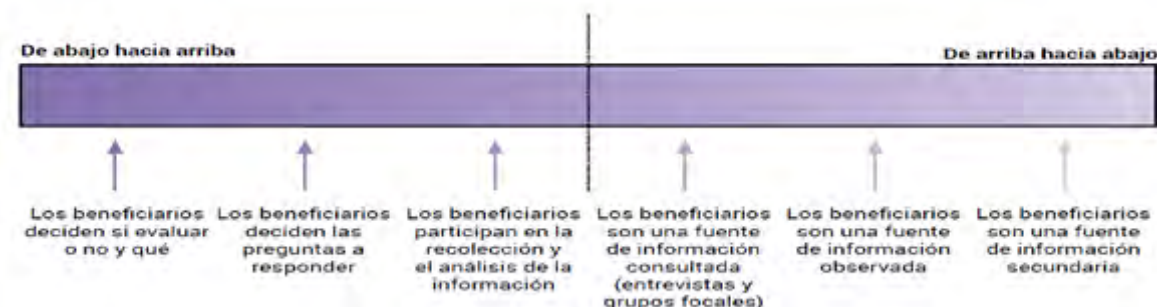 De abajo hacia arriba
De arriba hacia abajo
Los beneficiarios
deciden si evaluar
o no y qué
Los beneficiarios
deciden las
preguntas a
responder
Los beneficiarios
participan en la
recolección y
el análisis de la
información
Los beneficiarios
son una fuente
de información
consultada
(entrevistas y
grupos focales)
Los beneficiarios
son una fuente
de información
observada
Los beneficiarios
son una fuente
de información
secundaria